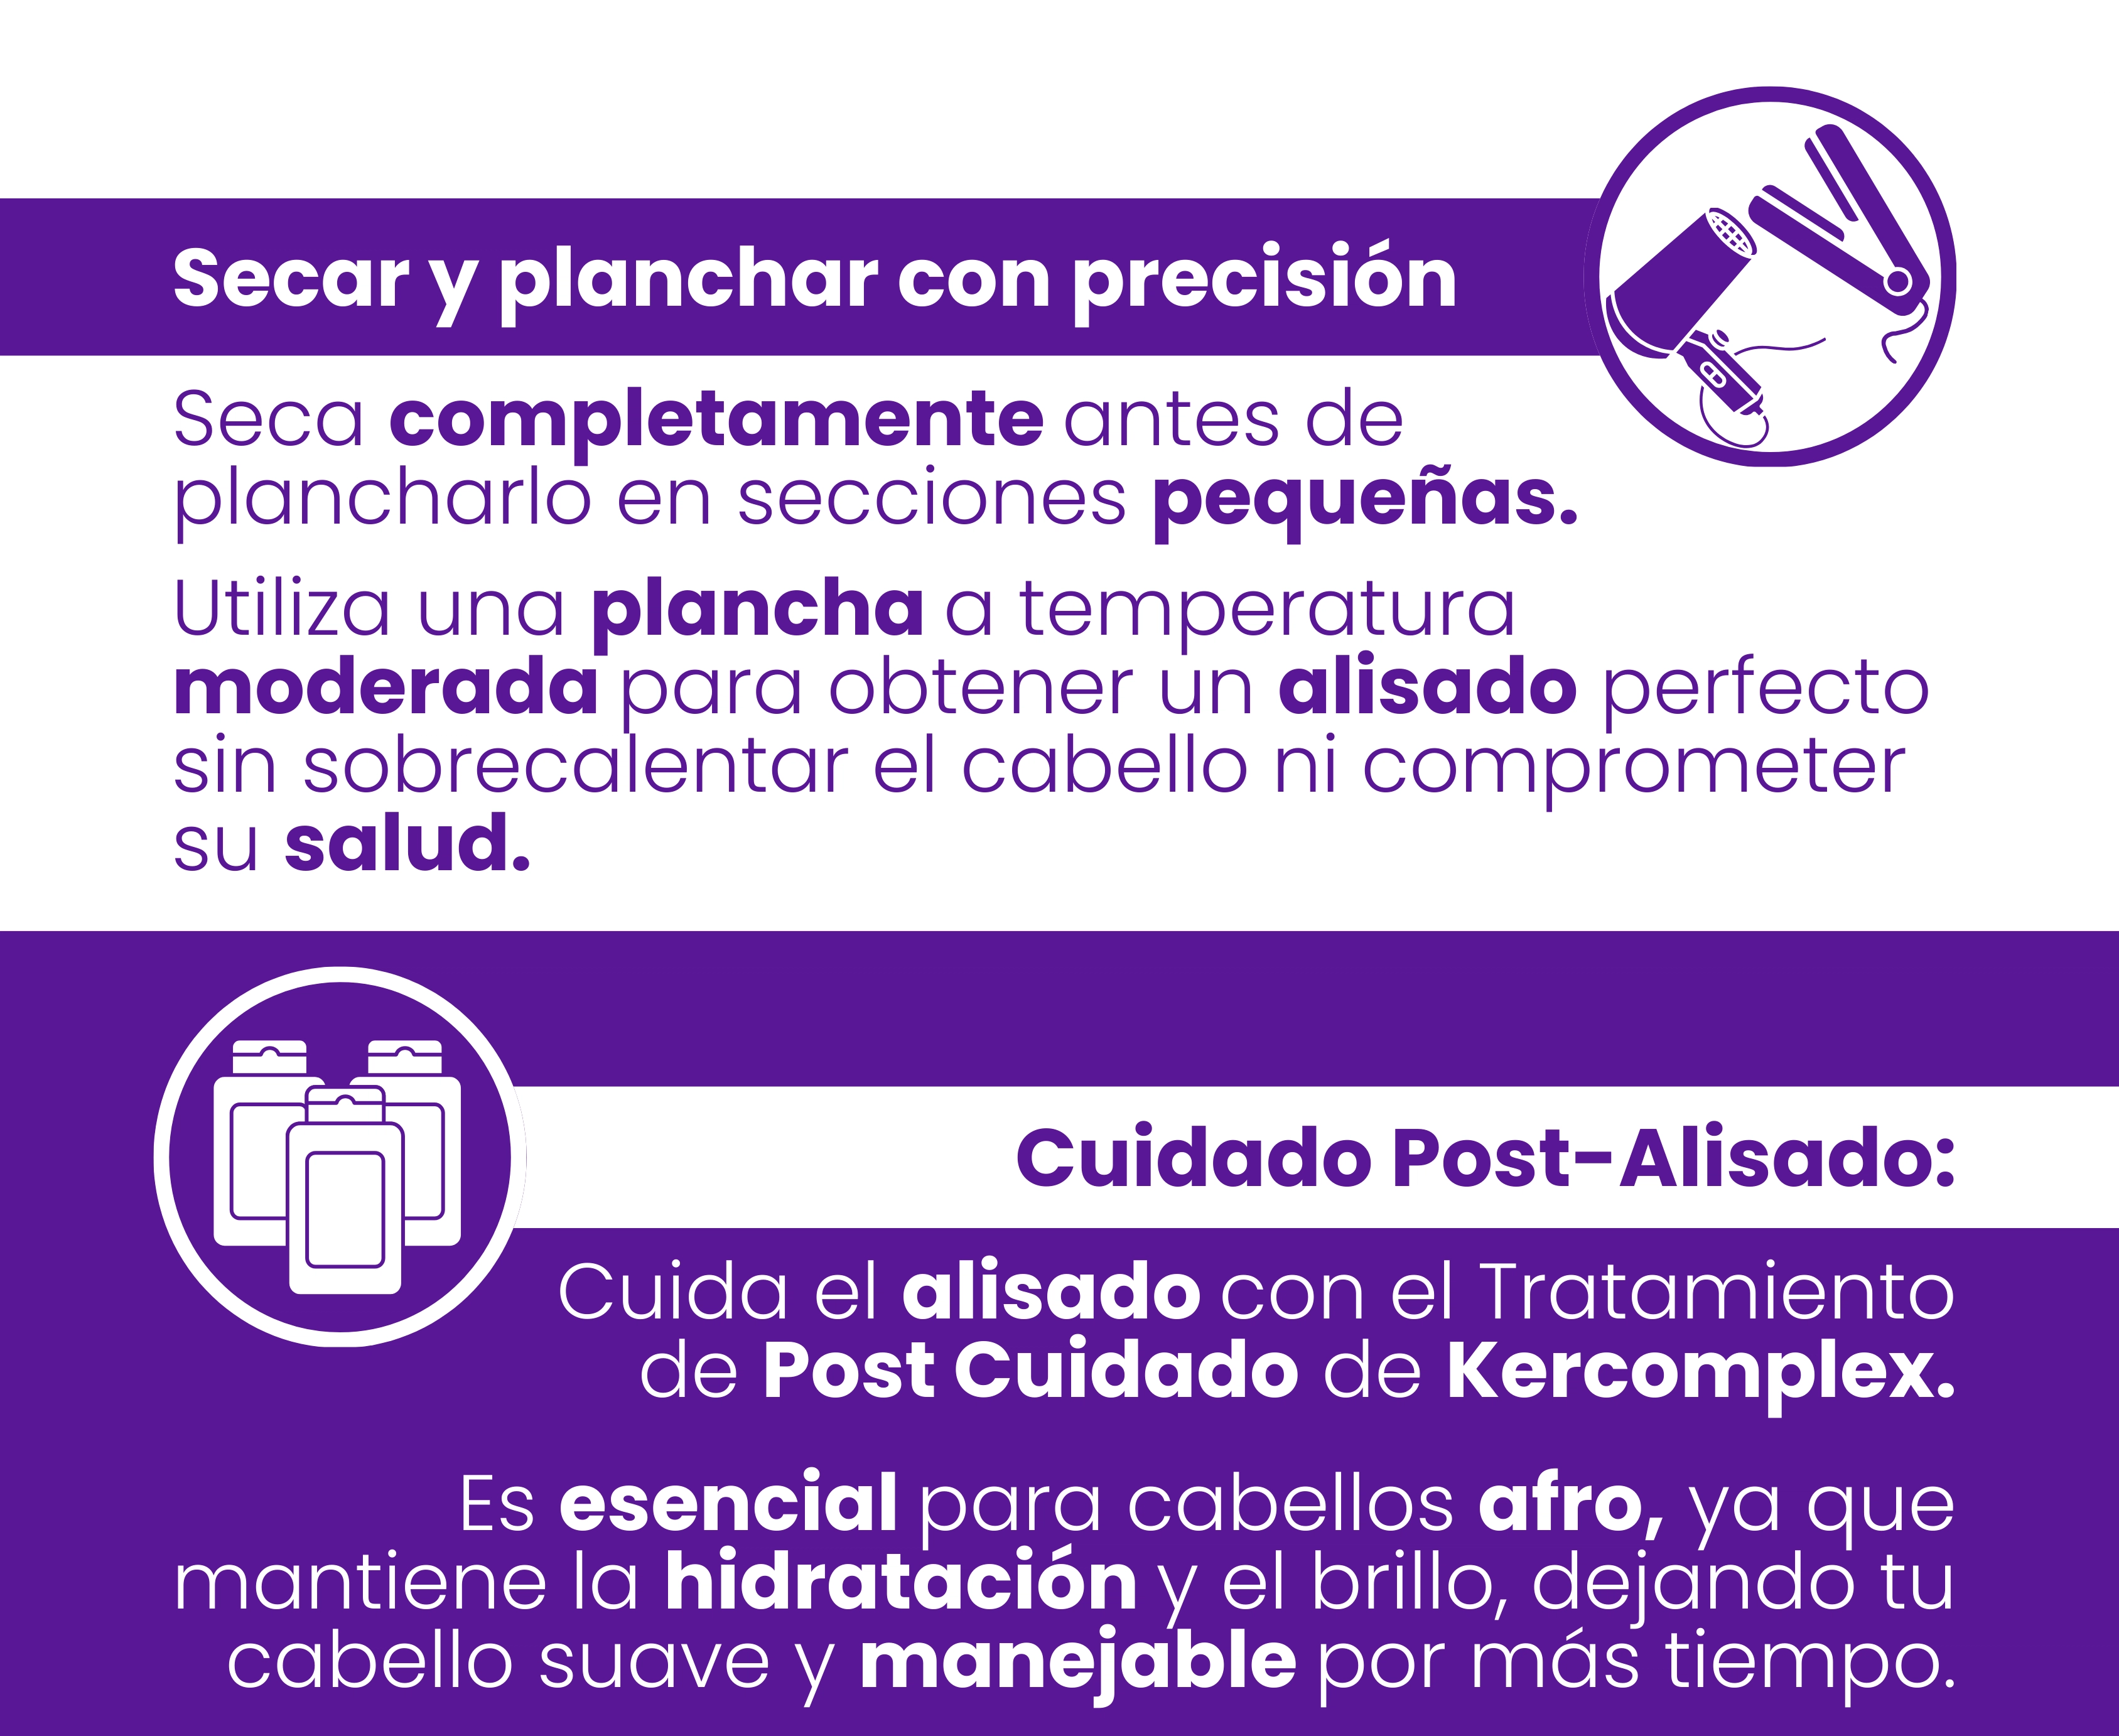 Secar y planchar con precisión
Seca completamente antes de
plancharlo en secciones pequeñas.
Utiliza una plancha a temperatura
moderada para obtener un alisado perfecto
sin sobrecalentar el cabello ni comprometer
su salud.
Cuidado Post-Alisado:
Cuida el alisado con el Tratamiento
de Post Cuidado de Kercomplex.
Es esencial para cabellos afro, ya que
mantiene la hidratación y el brillo, dejando tu
cabello suave y manejable por más tiempo.